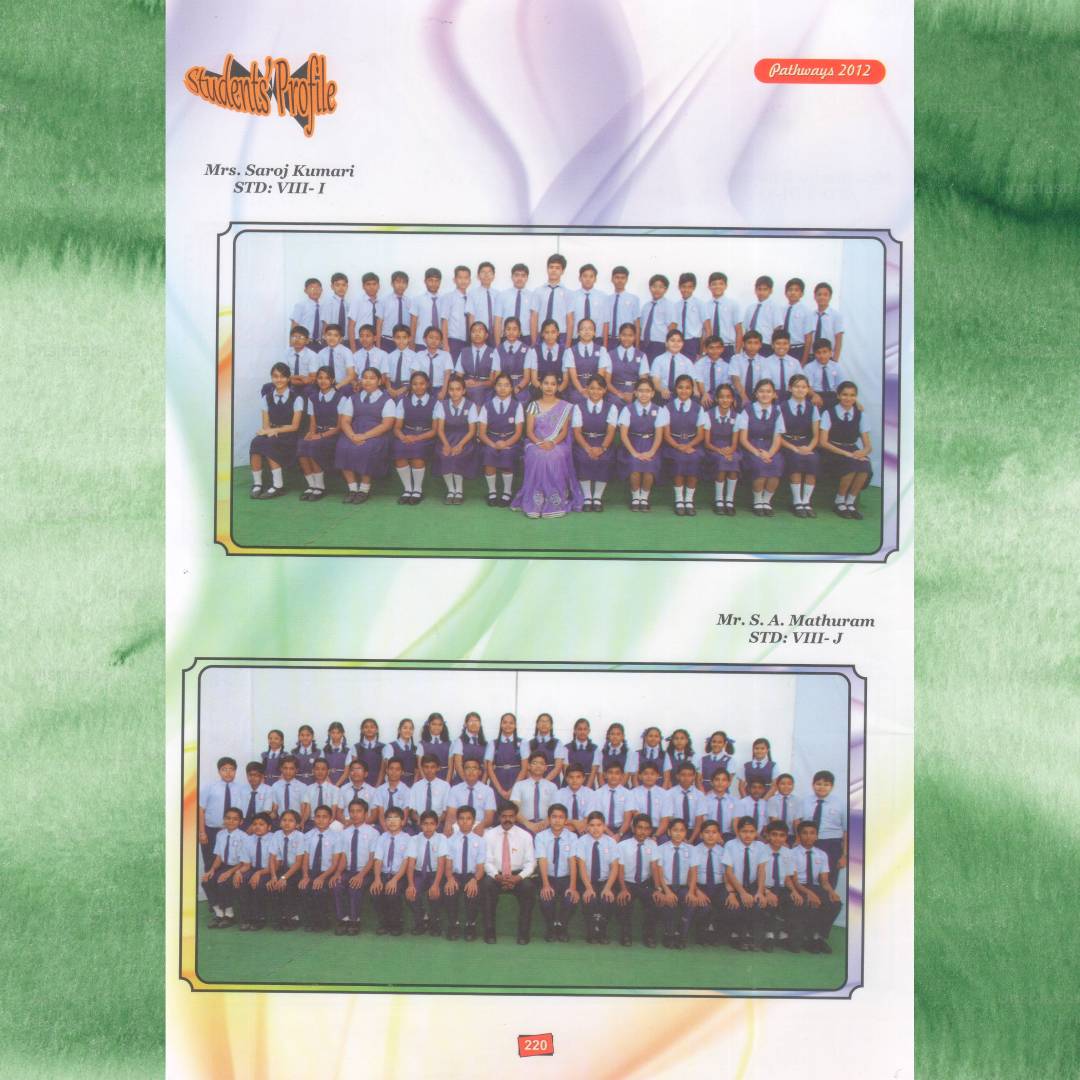 Students' Profile
Pathways 2012
Mrs. Saroj Kumari
STD: VIII- I
Mr. S. A. Mathuram
STD: VIII- J
220